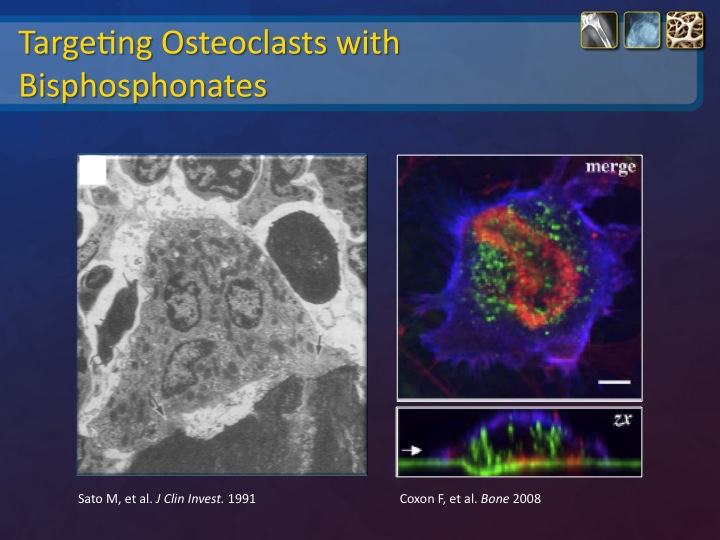 Targeting Osteoclasts with
Bisphosphonates
merge
zx
Sato M, et al. J Clin Invest. 1991
Coxon F, et al. Bone 2008